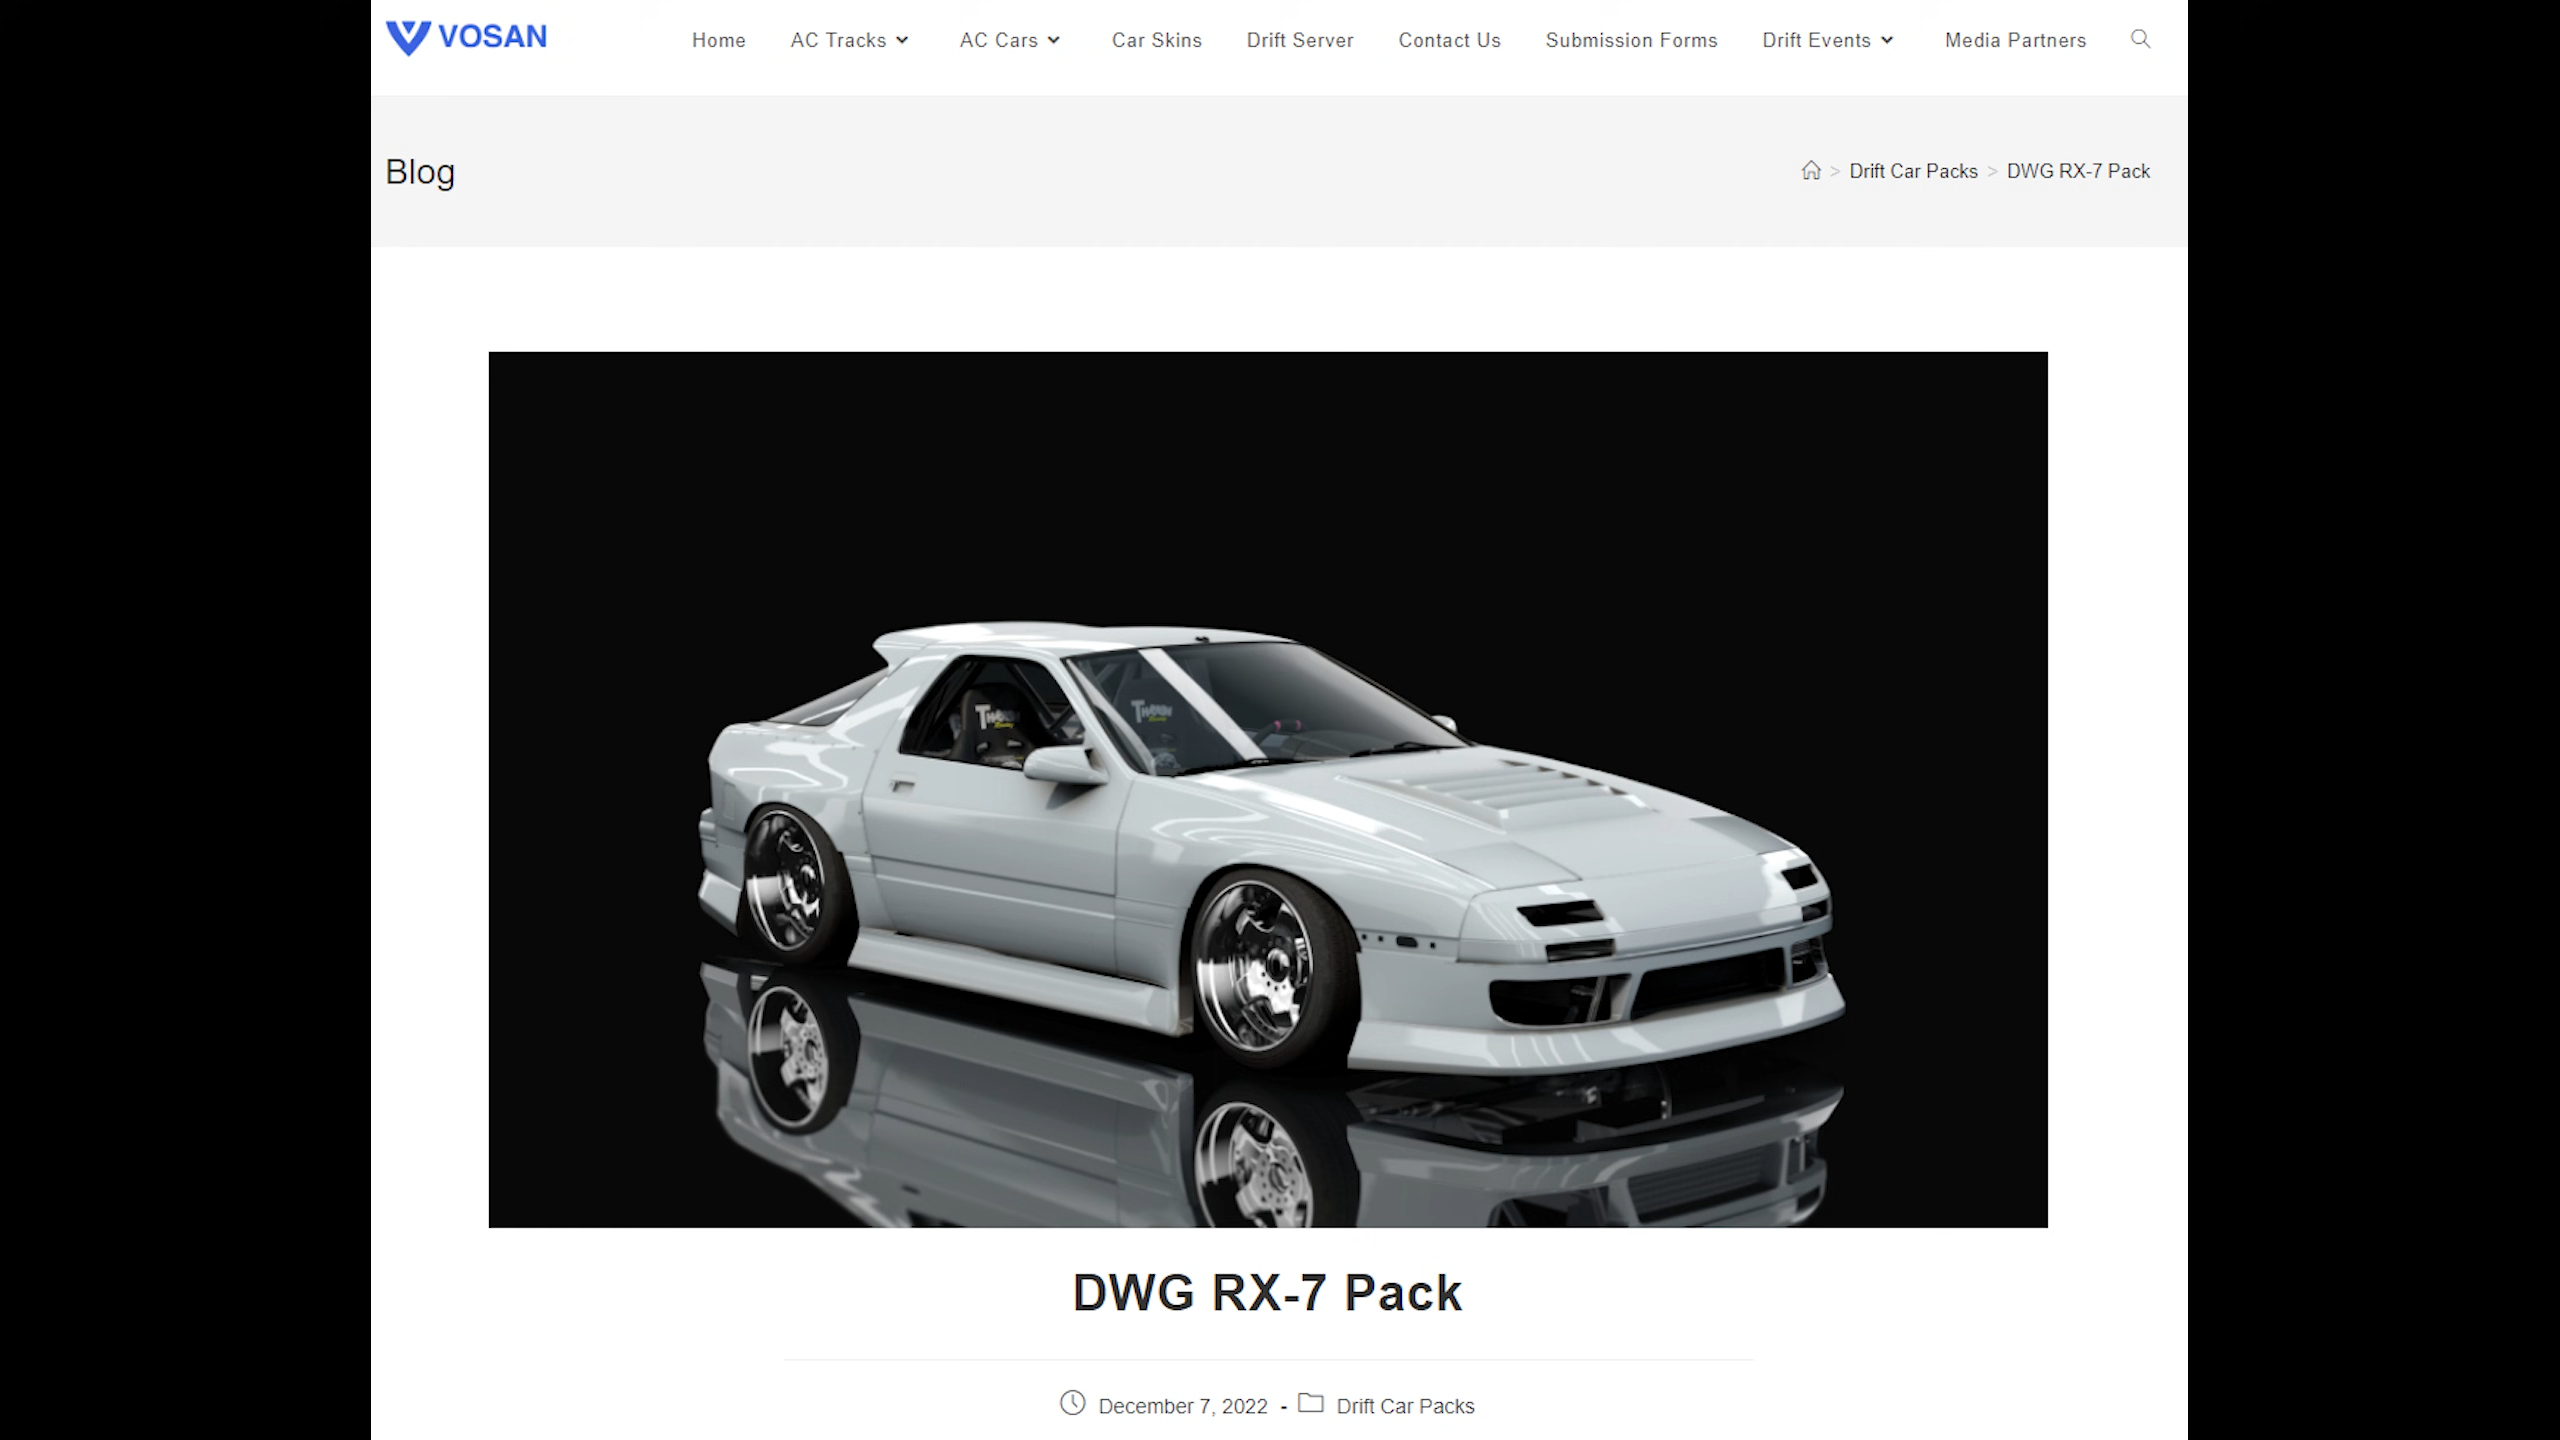 VOSAN
Home
AC Tracks
AC Cars
Car Skins
Drift Server
Contact Us
Submission Forms
Drift Events
Media Partners
Blog
> Drift Car Packs > DWG RX-7 Pack
DWG RX-7 Pack
December 7, 2022 - Drift Car Packs